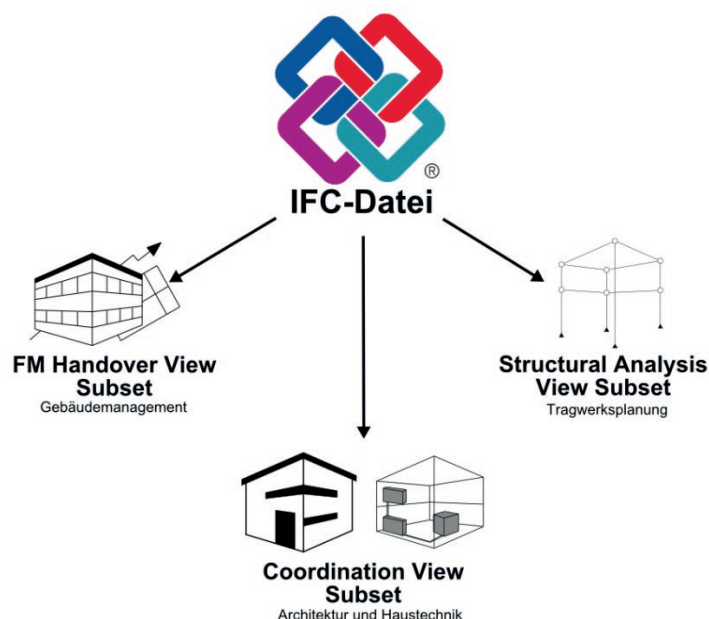 ®
IFC-Datei
FM Handover View
Subset
Gebäudemanagement
Structural Analysis
View Subset
Tragwerksplanung
Coordination View
Subset
Architektur und Haustechnik